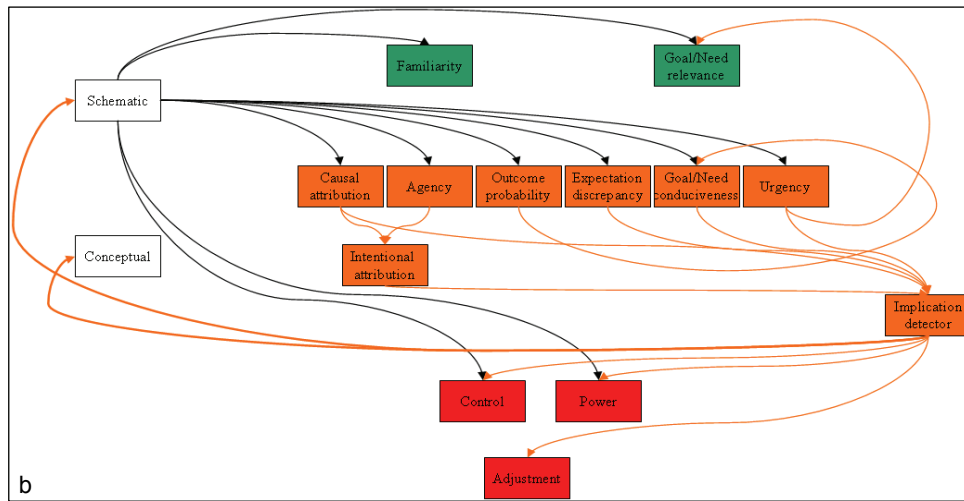 Familiarity
Goal/Need
relevance
Schematic
Causal
attribution
Agency
Outcome
probability
Expectation
discrepancy
Goal/Need
conduciveness
Urgency
Conceptual
Intentional
attribution
Implication
detector
Control
Power
Adjustment
b